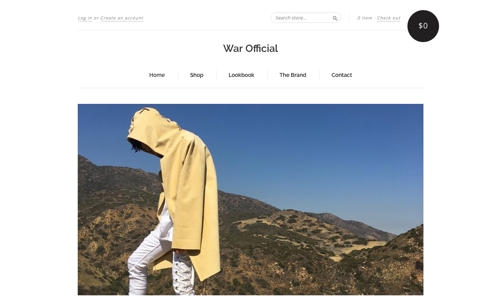 Log in or Create an account
Search store...
0 item · Check out
$0
War Official
Home
Shop
Lookbook
The Brand
Contact